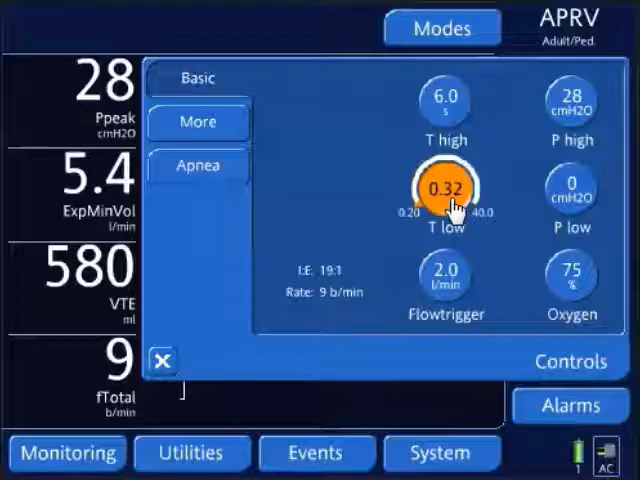 Modes
APRV
Adult/Ped.
28
Ppeak
cmH2O
5.4
ExpMinVol
l/min
580
VTE
ml
9
fTotal
b/min
Basic
More
Apnea
6.0
s
T high
28
cmH2O
P high
0.32
0.20
40.0
T low
0
cmH2O
P low
I:E: 19:1
Rate: 9 b/min
2.0
l/min
Flowtrigger
75
%
Oxygen
X
Controls
Alarms
Monitoring
Utilities
Events
System
1
AC